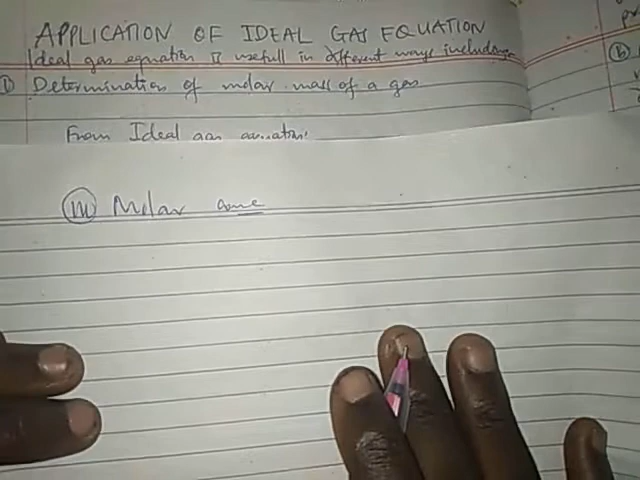 APPLICATION OF IDEAL GAS EQUATION
Ideal gas equation is usefull in different ways including
① Determination of molar mass of a gas
From Ideal gas
(III) Molar